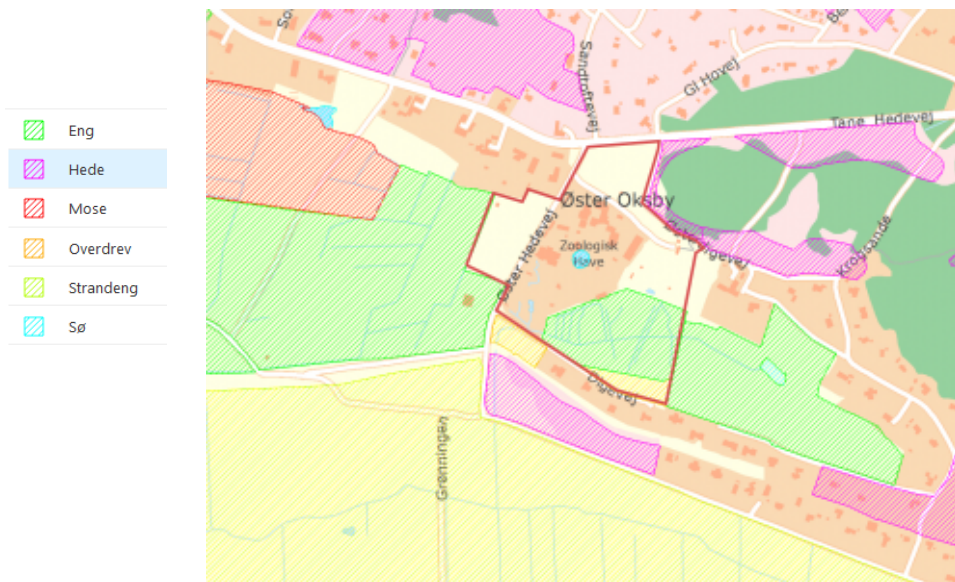 Eng
Hede
Mose
Overdrev
Strandeng
Sø
Sandtoftevej
Gl Hovej
Tane Hedevej
Øster Oksby
Zoologisk
Have
Øster Hedevej
Krogsande
Digevej
Grønningen